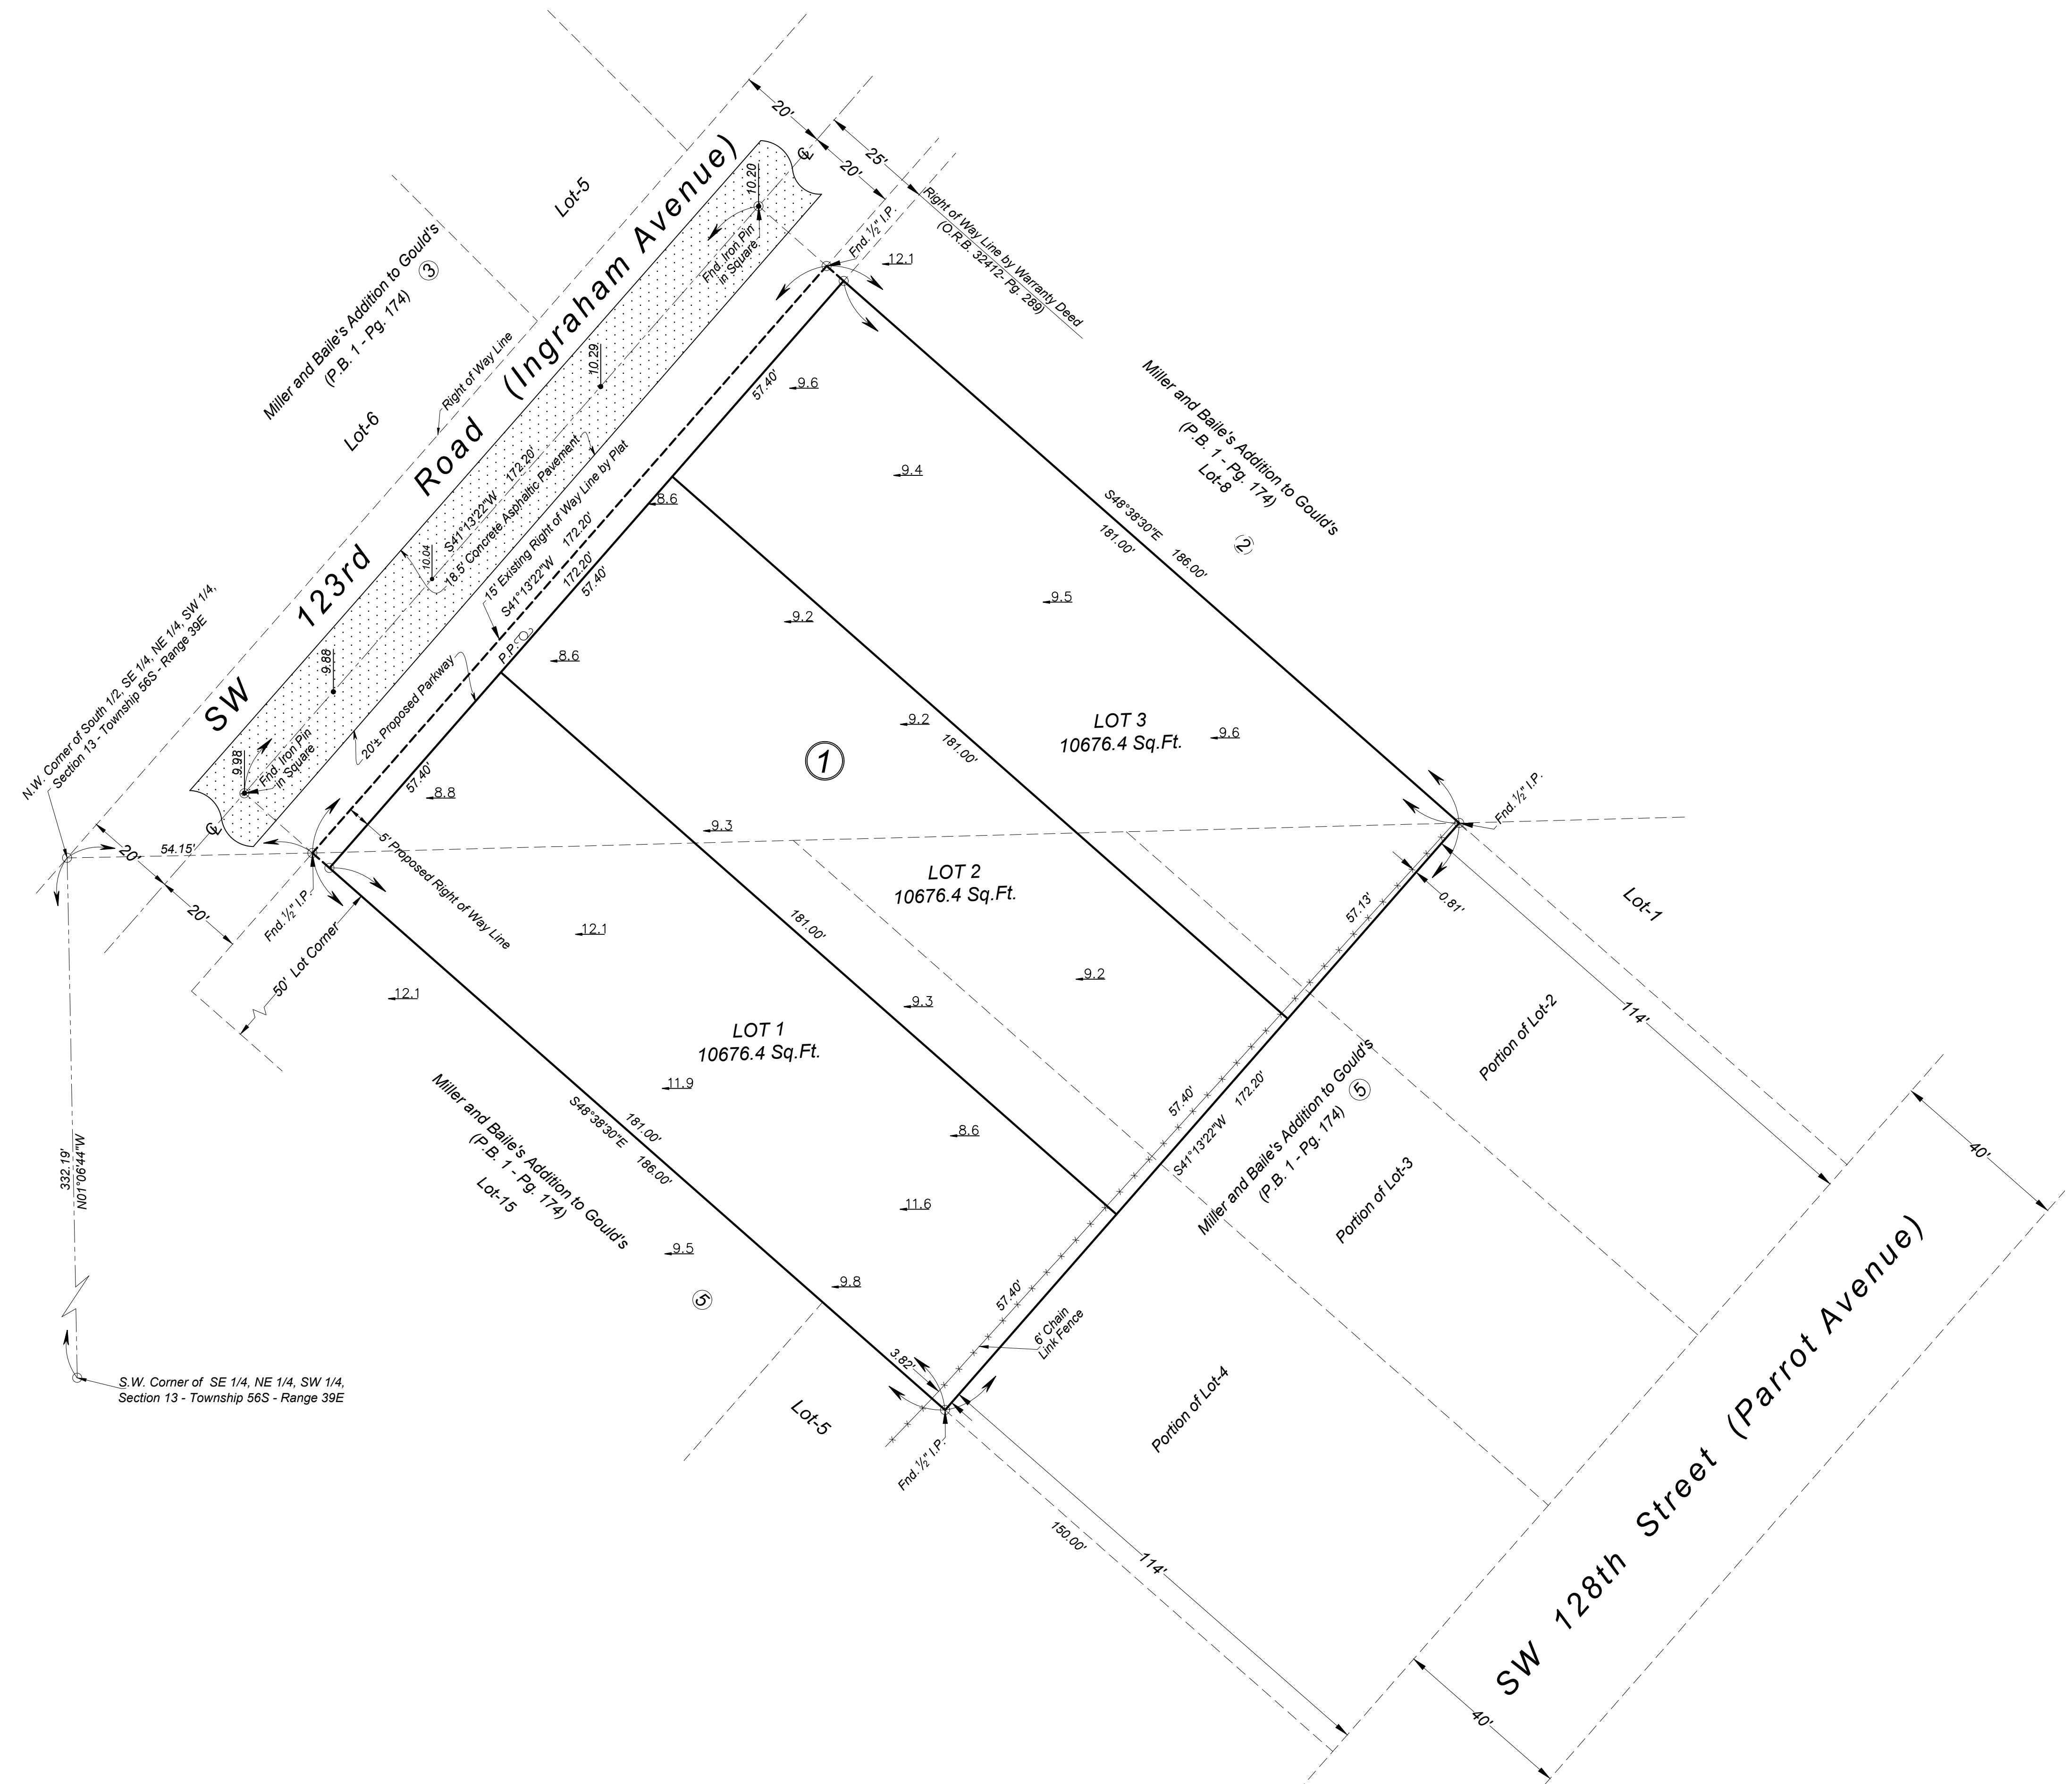 20'
20'
25'
℄
Right of Way Line by Warranty Deed
(O.R.B. 32412- Pg. 289)
Lot-5
SW 123rd Road (Ingraham Avenue)
10.20
Fnd. Iron Pin
in Square
Fnd. ½" I.P.
12.1
Miller and Baile's Addition to Gould's
(P.B. 1 - Pg. 174)
3
Lot-6
Right of Way Line
10.29
57.40'
9.6
9.4
8.6
Miller and Baile's Addition to Gould's
(P.B. 1 - Pg. 174)
Lot-8
2
S48°38'30"E 186.00'
181.00'
S41°13'22"W 172.20'
18.5' Concrete Asphaltic Pavement
10.04
15' Existing Right of Way Line by Plat
S41°13'22"W 172.20'
172.20'
57.40'
P.P.
9.5
9.2
8.6
9.88
20'± Proposed Parkway
N.W. Corner of South 1/2, SE 1/4, NE 1/4, SW 1/4,
Section 13 - Township 56S - Range 39E
9.98
Fnd. Iron Pin
in Square
57.40'
8.8
9.2
181.00'
LOT 3
10676.4 Sq.Ft.
9.6
1
9.3
Fnd. ½" I.P.
54.15'
20'
20'
℄
5' Proposed Right of Way Line
Fnd. ½" I.P.
50' Lot Corner
LOT 2
10676.4 Sq.Ft.
181.00'
57.13'
0.81'
Lot-1
12.1
12.1
9.2
9.3
LOT 1
10676.4 Sq.Ft.
114'
Portion of Lot-2
11.9
8.6
57.40'
S41°13'22"W 172.20'
Miller and Baile's Addition to Gould's
(P.B. 1 - Pg. 174)
5
Portion of Lot-3
40'
332.19'
N01°06'44"W
Miller and Baile's Addition to Gould's
(P.B. 1 - Pg. 174)
Lot-15
5
181.00'
S48°38'30"E 186.00'
11.6
9.5
9.8
57.40'
6' Chain
Link Fence
3.82'
S.W. Corner of SE 1/4, NE 1/4, SW 1/4,
Section 13 - Township 56S - Range 39E
Lot-5
Fnd. ½" I.P.
Portion of Lot-4
150.00'
114'
SW 128th Street (Parrot Avenue)
40'